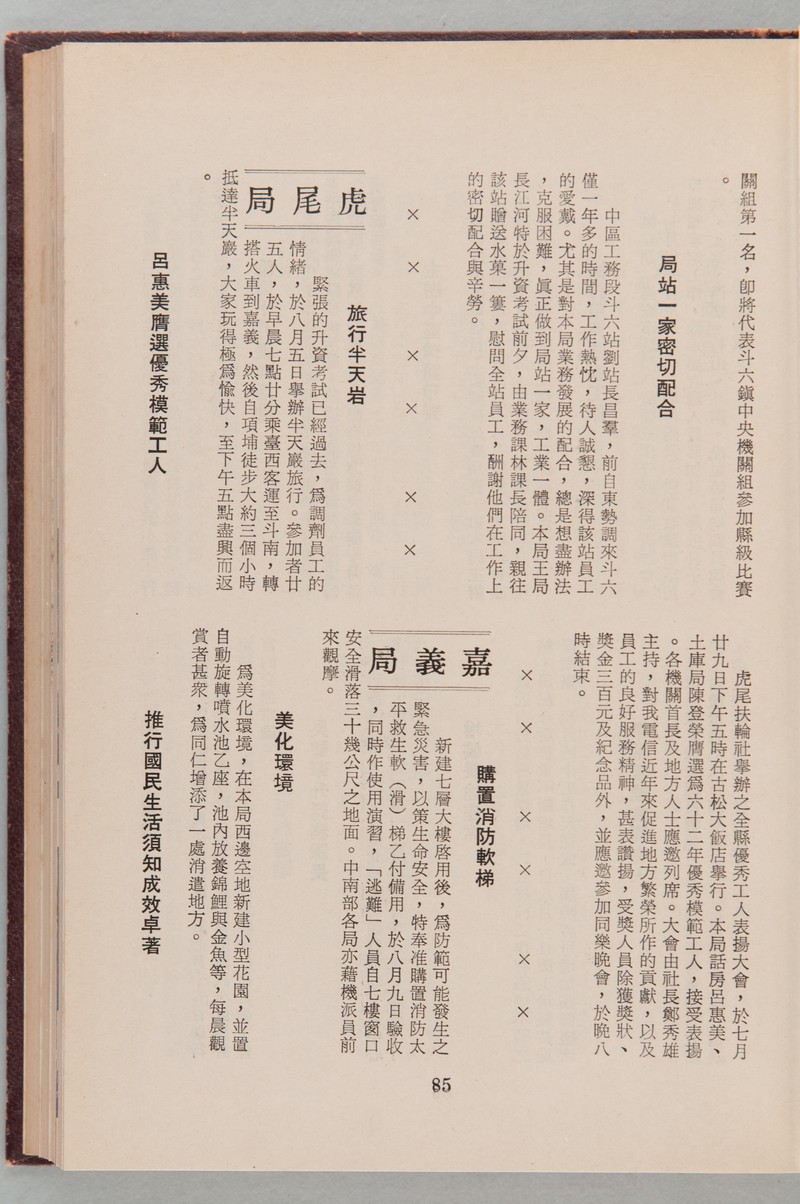 關組第一名，卽將代表斗六鎭中央機關組參加縣級比賽
。
局站一家密切配合
中區工務段斗六站劉站長昌羣，前自東勢調來斗六
僅一年多的時間，工作熱忱，待人誠懇，深得該站員工
的愛戴。尤其是對本局業務發展的配合，總是想盡辦法
，克服困難，眞正做到局站一家，工業一體。本局王局
長江河特於升資考試前夕，由業務課林課長陪同，親往
該站贈送水菓一簍，慰問全站員工，酬謝他們在工作上
的密切配合與辛勞。
× × × × × ×
虎尾局
旅行半天岩
緊張的升資考試已經過去，爲調劑員工的
情緒，於八月五日舉辦半天巖旅行。參加者廿
五人，於早晨七點廿分乘臺西客運至斗南，轉
搭火車到嘉義，然後自項埔徒步大約三個小時
抵達半天巖，大家玩得極爲愉快，至下午五點盡興而返
。
呂惠美膺選優秀模範工人
虎尾扶輪社舉辦之全縣優秀工人表揚大會，於七月
廿九日下午五時在古松大飯店舉行。本局話房呂惠美、
土庫局陳登榮膺選爲六十二年優秀模範工人，接受表揚
。各機關首長及地方人士應邀列席。大會由社長鄭秀雄
主持，對我電信近年來促進地方繁榮所作的貢獻，以及
員工的良好服務精神，甚表讚揚，受獎人員除獲獎狀、
獎金三百元及紀念品外，並應邀參加同樂晚會，於晚八
時結束。
× × × × × ×
嘉義局
購置消防軟梯
新建七層大樓啓用後，爲防範可能發生之
緊急災害，以策生命安全，特奉准購置消防太
平救生軟（滑）梯乙付備用，於八月九日驗收
，同時作使用演習，「逃難」人員自七樓窗口
安全滑落三十幾公尺之地面。中南部各局亦藉機派員前
來觀摩。
美化環境
爲美化環境，在本局西邊空地新建小型花園，並置
自動旋轉噴水池乙座，池內放養錦鯉與金魚等，每晨觀
賞者甚衆，爲同仁增添了一處消遣地方。
推行國民生活須知成效卓著
85